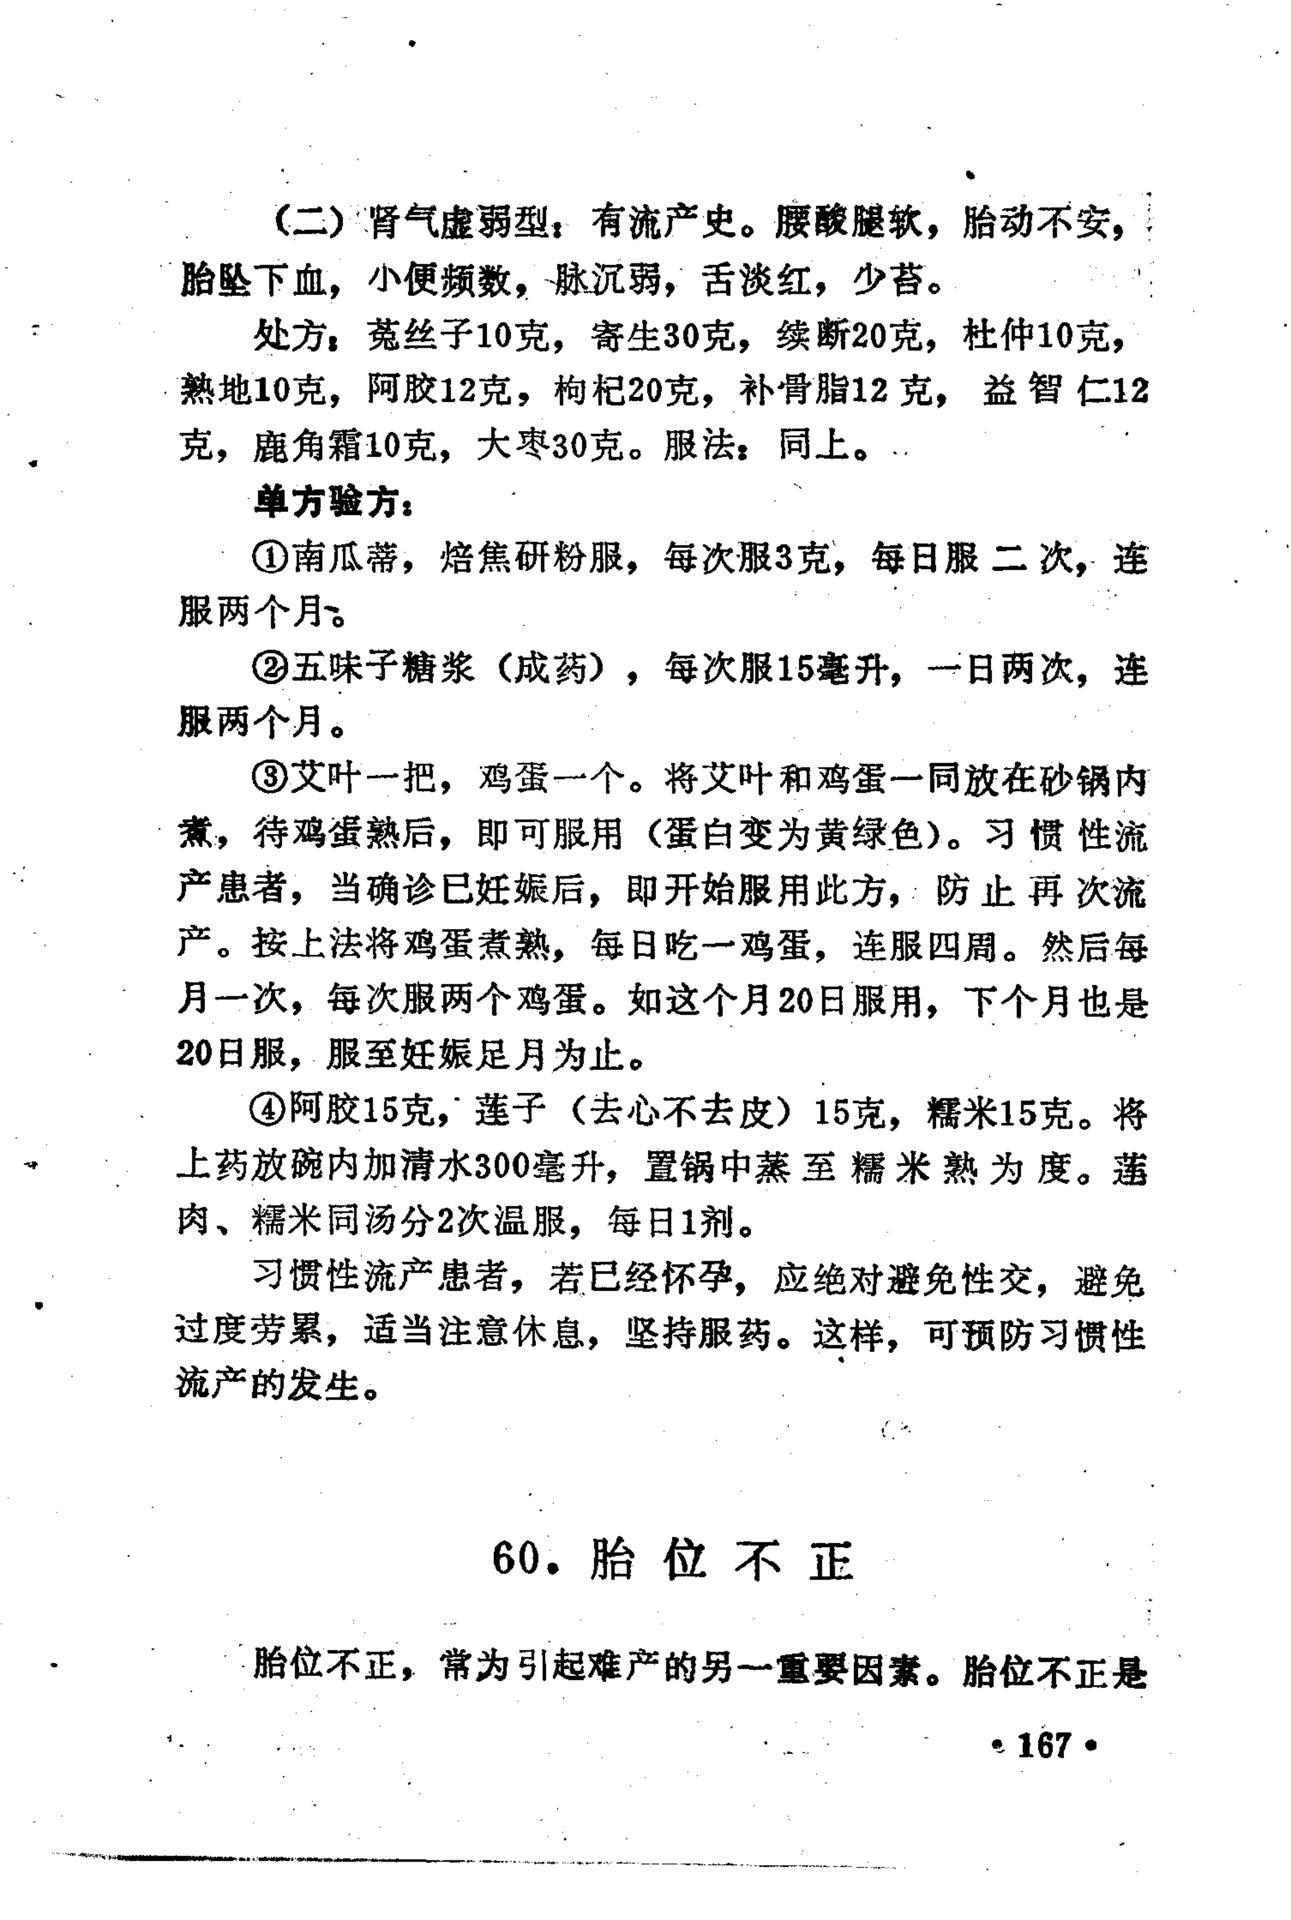 （二）肾气虚弱型：有流产史。腰酸腿软，胎动不安，
胎坠下血，小便频数，脉沉弱，舌淡红，少苔。
处方：菟丝子10克，寄生30克，续断20克，杜仲10克，
熟地10克，阿胶12克，枸杞20克，补骨脂12克，益智仁12
克，鹿角霜10克，大枣30克。服法：同上。
单方验方：
①南瓜蒂，焙焦研粉服，每次服3克，每日服二次，连
服两个月。
②五味子糖浆（成药），每次服15毫升，一日两次，连
服两个月。
③艾叶一把，鸡蛋一个。将艾叶和鸡蛋一同放在砂锅内
煮，待鸡蛋熟后，即可服用（蛋白变为黄绿色）。习惯性流
产患者，当确诊已妊娠后，即开始服用此方，防止再次流
产。按上法将鸡蛋煮熟，每日吃一鸡蛋，连服四周。然后每
月一次，每次服两个鸡蛋。如这个月20日服用，下个月也是
20日服，服至妊娠足月为止。
④阿胶15克，莲子（去心不去皮）15克，糯米15克。将
上药放碗内加清水300毫升，置锅中蒸至糯米熟为度。莲
肉、糯米同汤分2次温服，每日1剂。
习惯性流产患者，若已经怀孕，应绝对避免性交，避免
过度劳累，适当注意休息，坚持服药。这样，可预防习惯性
流产的发生。
60．胎位不正
胎位不正，常为引起难产的另一重要因素。胎位不正是
•167•